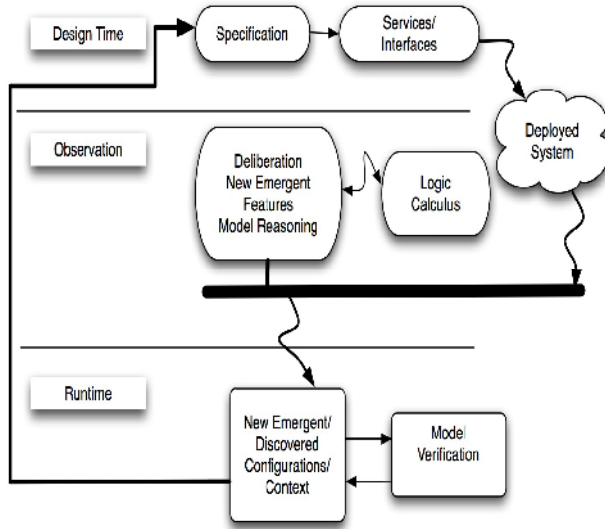 Design Time
Specification
Services/
Interfaces
Deployed
System
Observation
Deliberation
New Emergent
Features
Model Reasoning
Logic
Calculus
Runtime
New Emergent/
Discovered
Configurations/
Context
Model
Verification